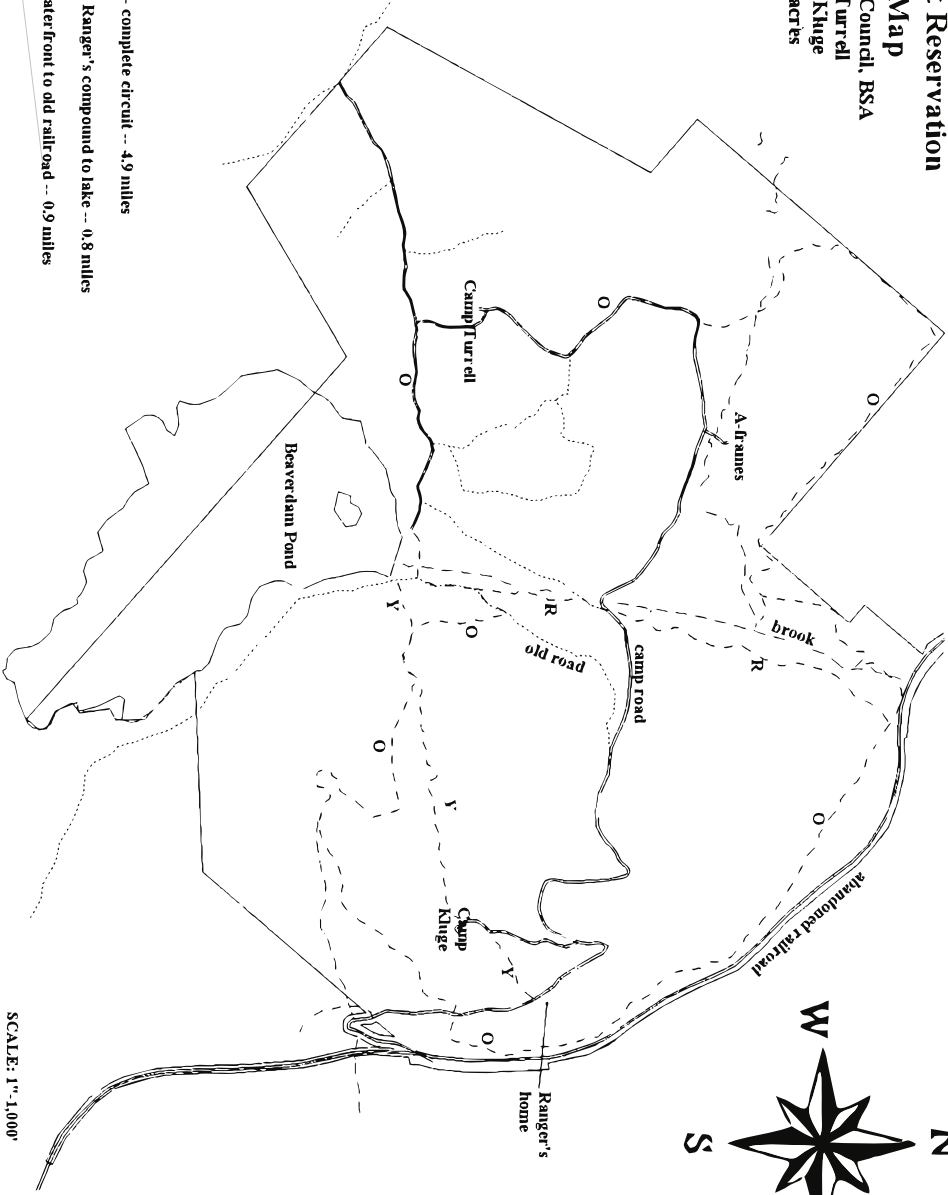 Reservation
Map
Council, BSA
Turrell
Kluge
acres
- complete circuit -- 4.9 miles
Ranger's compound to lake -- 0.8 miles
aterfront to old railroad -- 0.9 miles
O
O
A-frames
Camp Turrell
O
Beaverdam Pond
R
brook
R
Y
O
old road
camp road
O
Y
O
abandoned railroad
Camp
Kluge
Y
O
Ranger's
home
N
W
S
SCALE: 1"-1,000'